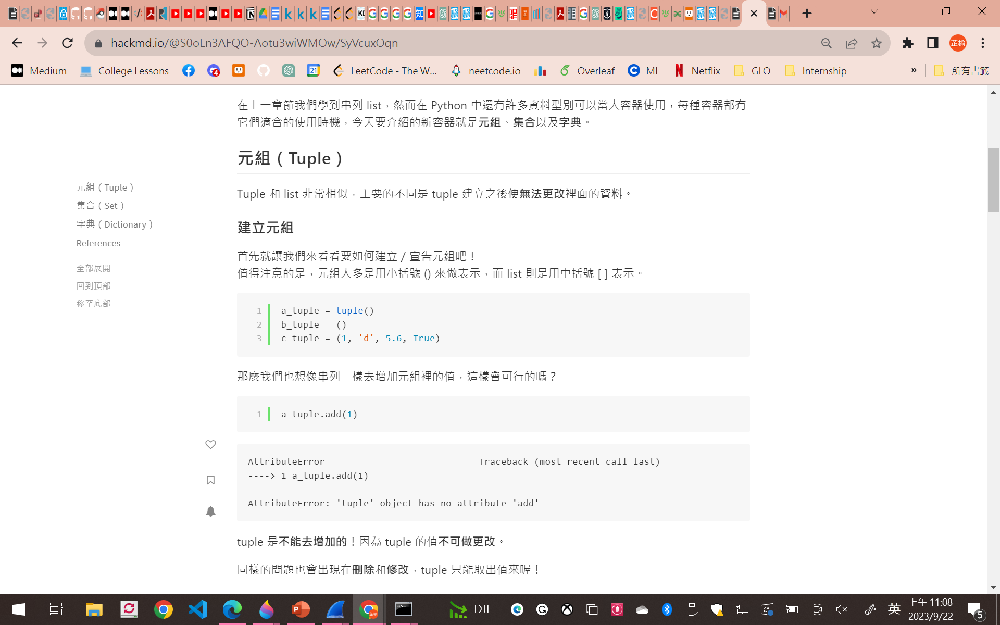 hackmd.io/@S0oLn3AFQO-Aotu3wiWMOw/SyVcuxOqn
芷榆
Medium
College Lessons
4
21
LeetCode - The W...
neetcode.io
Overleaf
ML
Netflix
GLO
Internship
»
所有書籤
元組（Tuple）
集合（Set）
字典（Dictionary）
References
全部展開
回到頂部
移至底部
在上一章節我們學到串列 list，然而在 Python 中還有許多資料型別可以當大容器使用，每種容器都有
它們適合的使用時機，今天要介紹的新容器就是元組、集合以及字典。
元組（Tuple）
Tuple 和 list 非常相似，主要的不同是 tuple 建立之後便無法更改裡面的資料。
建立元組
首先就讓我們來看看要如何建立 / 宣告元組吧！
值得注意的是，元組大多是用小括號 () 來做表示，而 list 則是用中括號 [ ] 表示。
1 a_tuple = tuple()
2 b_tuple = ()
3 c_tuple = (1, 'd', 5.6, True)
那麼我們也想像串列一樣去增加元組裡的值，這樣會可行的嗎？
1 a_tuple.add(1)
AttributeError Traceback (most recent call last)
----> 1 a_tuple.add(1)
AttributeError: 'tuple' object has no attribute 'add'
tuple 是不能去增加的！因為 tuple 的值不可做更改。
同樣的問題也會出現在刪除和修改，tuple 只能取出值來喔！
DJI
英
上午 11:08
2023/9/22
5